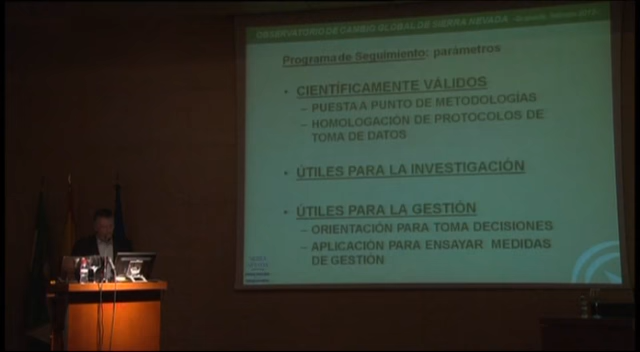 OBSERVATORIO DE CAMBIO GLOBAL DE SIERRA NEVADA - Granada,
Programa de Seguimiento: parámetros
• CIENTÍFICAMENTE VÁLIDOS
– PUESTA A PUNTO DE METODOLOGÍAS
– HOMOLOGACIÓN DE PROTOCOLOS DE
TOMA DE DATOS
• ÚTILES PARA LA INVESTIGACIÓN
• ÚTILES PARA LA GESTIÓN
– ORIENTACIÓN PARA TOMA DECISIONES
– APLICACIÓN PARA ENSAYAR MEDIDAS
DE GESTIÓN